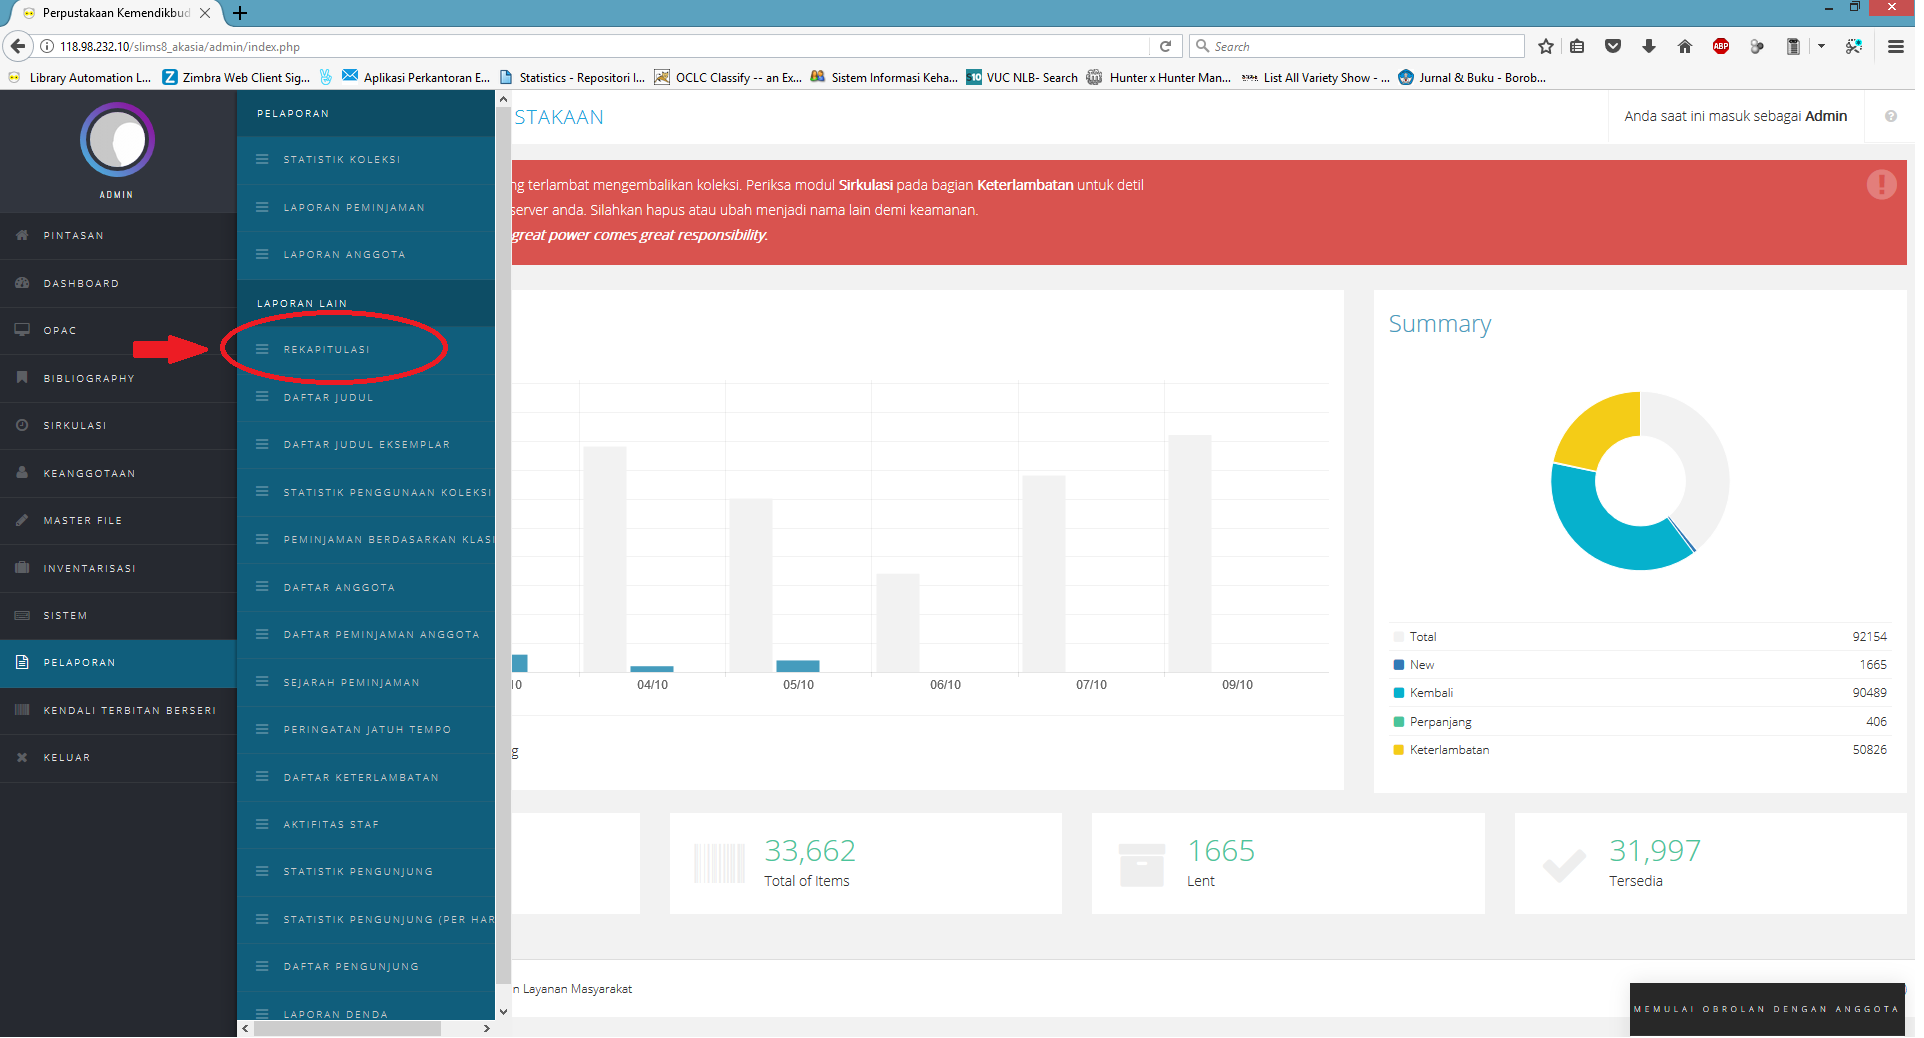 Perpustakaan Kemendikbud
118.98.232.10/slims8_akasia/admin/index.php
Search
Library Automation L...
Zimbra Web Client Sig...
Aplikasi Perkantoran E...
Statistics - Repositori I...
OCLC Classify -- an Ex...
Sistem Informasi Keha...
VUC NLB- Search
Hunter x Hunter Man...
List All Variety Show - ...
Jurnal & Buku - Borob...
ADMIN
PINTASAN
DASHBOARD
OPAC
BIBLIOGRAPHY
SIRKULASI
KEANGGOTAAN
MASTER FILE
INVENTARISASI
SISTEM
PELAPORAN
KENDALI TERBITAN BERSERI
KELUAR
PELAPORAN
STATISTIK KOLEKSI
LAPORAN PEMINJAMAN
LAPORAN ANGGOTA
LAPORAN LAIN
REKAPITULASI
DAFTAR JUDUL
DAFTAR JUDUL EKSEMPLAR
STATISTIK PENGGUNAAN KOLEKSI
PEMINJAMAN BERDASARKAN KLASI
DAFTAR ANGGOTA
DAFTAR PEMINJAMAN ANGGOTA
SEJARAH PEMINJAMAN
PERINGATAN JATUH TEMPO
DAFTAR KETERLAMBATAN
AKTIFITAS STAF
STATISTIK PENGUNJUNG
STATISTIK PENGUNJUNG (PER HAR
DAFTAR PENGUNJUNG
LAPORAN DENDA
STAKAAN
Anda saat ini masuk sebagai Admin
ng terlambat mengembalikan koleksi. Periksa modul Sirkulasi pada bagian Keterlambatan untuk detil
server anda. Silahkan hapus atau ubah menjadi nama lain demi keamanan.
great power comes great responsibility.
10 04/10 05/10 06/10 07/10 09/10
g
Summary
Total 92154
New 1665
Kembali 90489
Perpanjang 406
Keterlambatan 50826
33,662
Total of Items
1665
Lent
31,997
Tersedia
n Layanan Masyarakat
MEMULAI OBROLAN DENGAN ANGGOTA